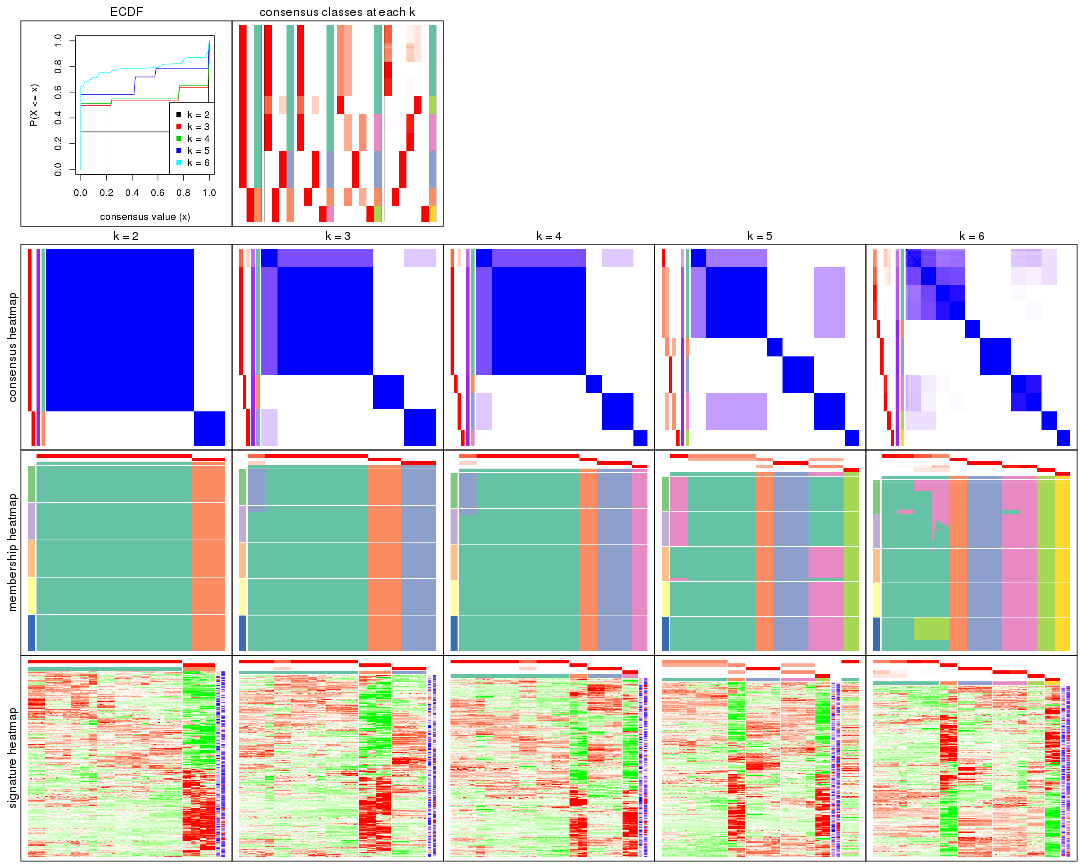 ECDF
consensus classes at each k
P(X <= x)
0.0 0.2 0.4 0.6 0.8 1.0
k = 2
k = 3
k = 4
k = 5
k = 6
0.0 0.2 0.4 0.6 0.8 1.0
consensus value (x)
k = 2
k = 3
k = 4
k = 5
k = 6
consensus heatmap
membership heatmap
signature heatmap